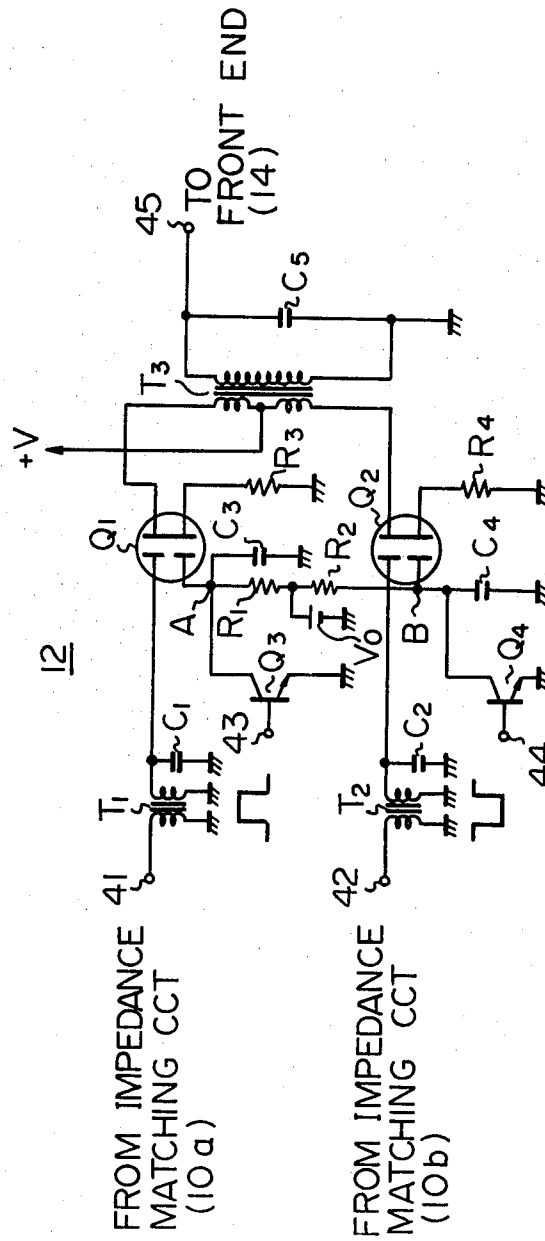 12
FROM IMPEDANCE
MATCHING CCT
(10a)
41
T1
C1
43
Q3
A
Q1
+V
T3
45
TO
FRONT END
(14)
C5
R3
C3
R1
R2
V0
FROM IMPEDANCE
MATCHING CCT
(10b)
42
T2
C2
44
Q4
B
Q2
C4
R4